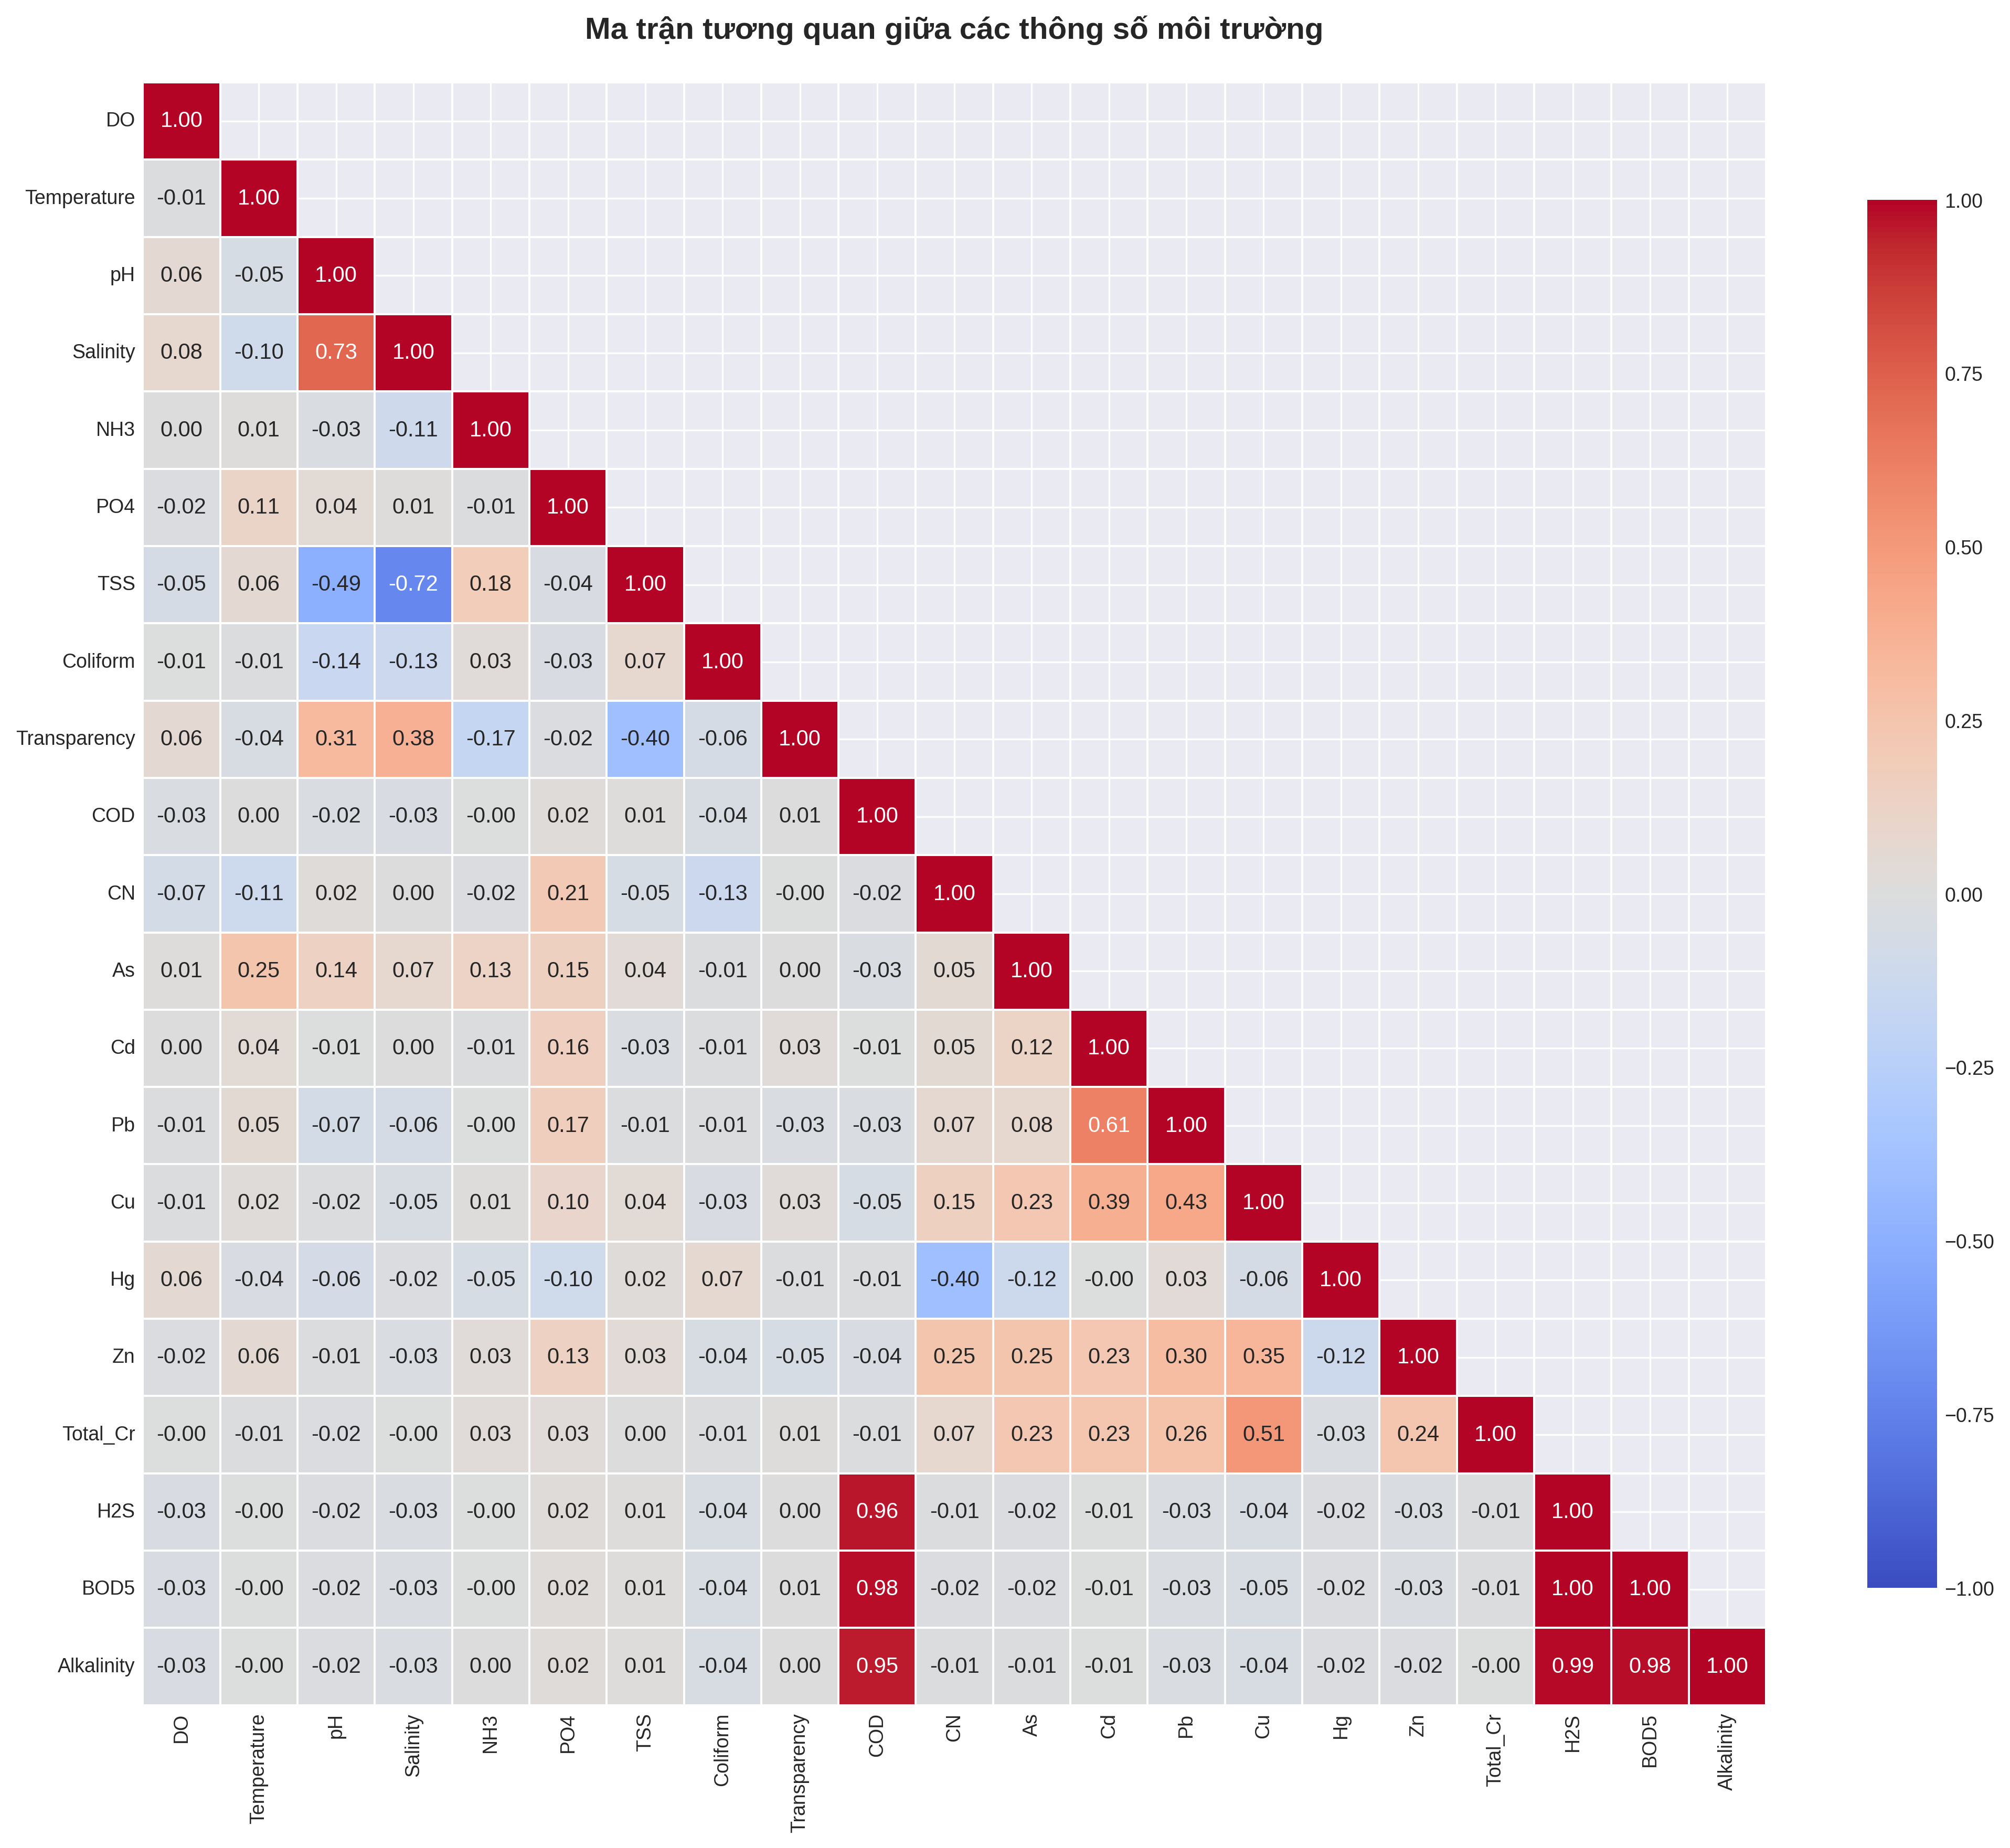 Ma trận tương quan giữa các thông số môi trường
DO 1.00
Temperature -0.01 1.00
pH 0.06 -0.05 1.00
Salinity 0.08 -0.10 0.73 1.00
NH3 0.00 0.01 -0.03 -0.11 1.00
PO4 -0.02 0.11 0.04 0.01 -0.01 1.00
TSS -0.05 0.06 -0.49 -0.72 0.18 -0.04 1.00
Coliform -0.01 -0.01 -0.14 -0.13 0.03 -0.03 0.07 1.00
Transparency 0.06 -0.04 0.31 0.38 -0.17 -0.02 -0.40 -0.06 1.00
COD -0.03 0.00 -0.02 -0.03 -0.00 0.02 0.01 -0.04 0.01 1.00
CN -0.07 -0.11 0.02 0.00 -0.02 0.21 -0.05 -0.13 -0.00 -0.02 1.00
As 0.01 0.25 0.14 0.07 0.13 0.15 0.04 -0.01 0.00 -0.03 0.05 1.00
Cd 0.00 0.04 -0.01 0.00 -0.01 0.16 -0.03 -0.01 0.03 -0.01 0.05 0.12 1.00
Pb -0.01 0.05 -0.07 -0.06 -0.00 0.17 -0.01 -0.01 -0.03 -0.03 0.07 0.08 0.61 1.00
Cu -0.01 0.02 -0.02 -0.05 0.01 0.10 0.04 -0.03 0.03 -0.05 0.15 0.23 0.39 0.43 1.00
Hg 0.06 -0.04 -0.06 -0.02 -0.05 -0.10 0.02 0.07 -0.01 -0.01 -0.40 -0.12 -0.00 0.03 -0.06 1.00
Zn -0.02 0.06 -0.01 -0.03 0.03 0.13 0.03 -0.04 -0.05 -0.04 0.25 0.25 0.23 0.30 0.35 -0.12 1.00
Total_Cr -0.00 -0.01 -0.02 -0.00 0.03 0.03 0.00 -0.01 0.01 -0.01 0.07 0.23 0.23 0.26 0.51 -0.03 0.24 1.00
H2S -0.03 -0.00 -0.02 -0.03 -0.00 0.02 0.01 -0.04 0.00 0.96 -0.01 -0.02 -0.01 -0.03 -0.04 -0.02 -0.03 -0.01 1.00
BOD5 -0.03 -0.00 -0.02 -0.03 -0.00 0.02 0.01 -0.04 0.01 0.98 -0.02 -0.02 -0.01 -0.03 -0.05 -0.02 -0.03 -0.01 1.00 1.00
Alkalinity -0.03 -0.00 -0.02 -0.03 0.00 0.02 0.01 -0.04 0.00 0.95 -0.01 -0.01 -0.01 -0.03 -0.04 -0.02 -0.02 -0.00 0.99 0.98 1.00
DO Temperature pH Salinity NH3 PO4 TSS Coliform Transparency COD CN As Cd Pb Cu Hg Zn Total_Cr H2S BOD5 Alkalinity
1.00
0.75
0.50
0.25
0.00
−0.25
−0.50
−0.75
−1.00